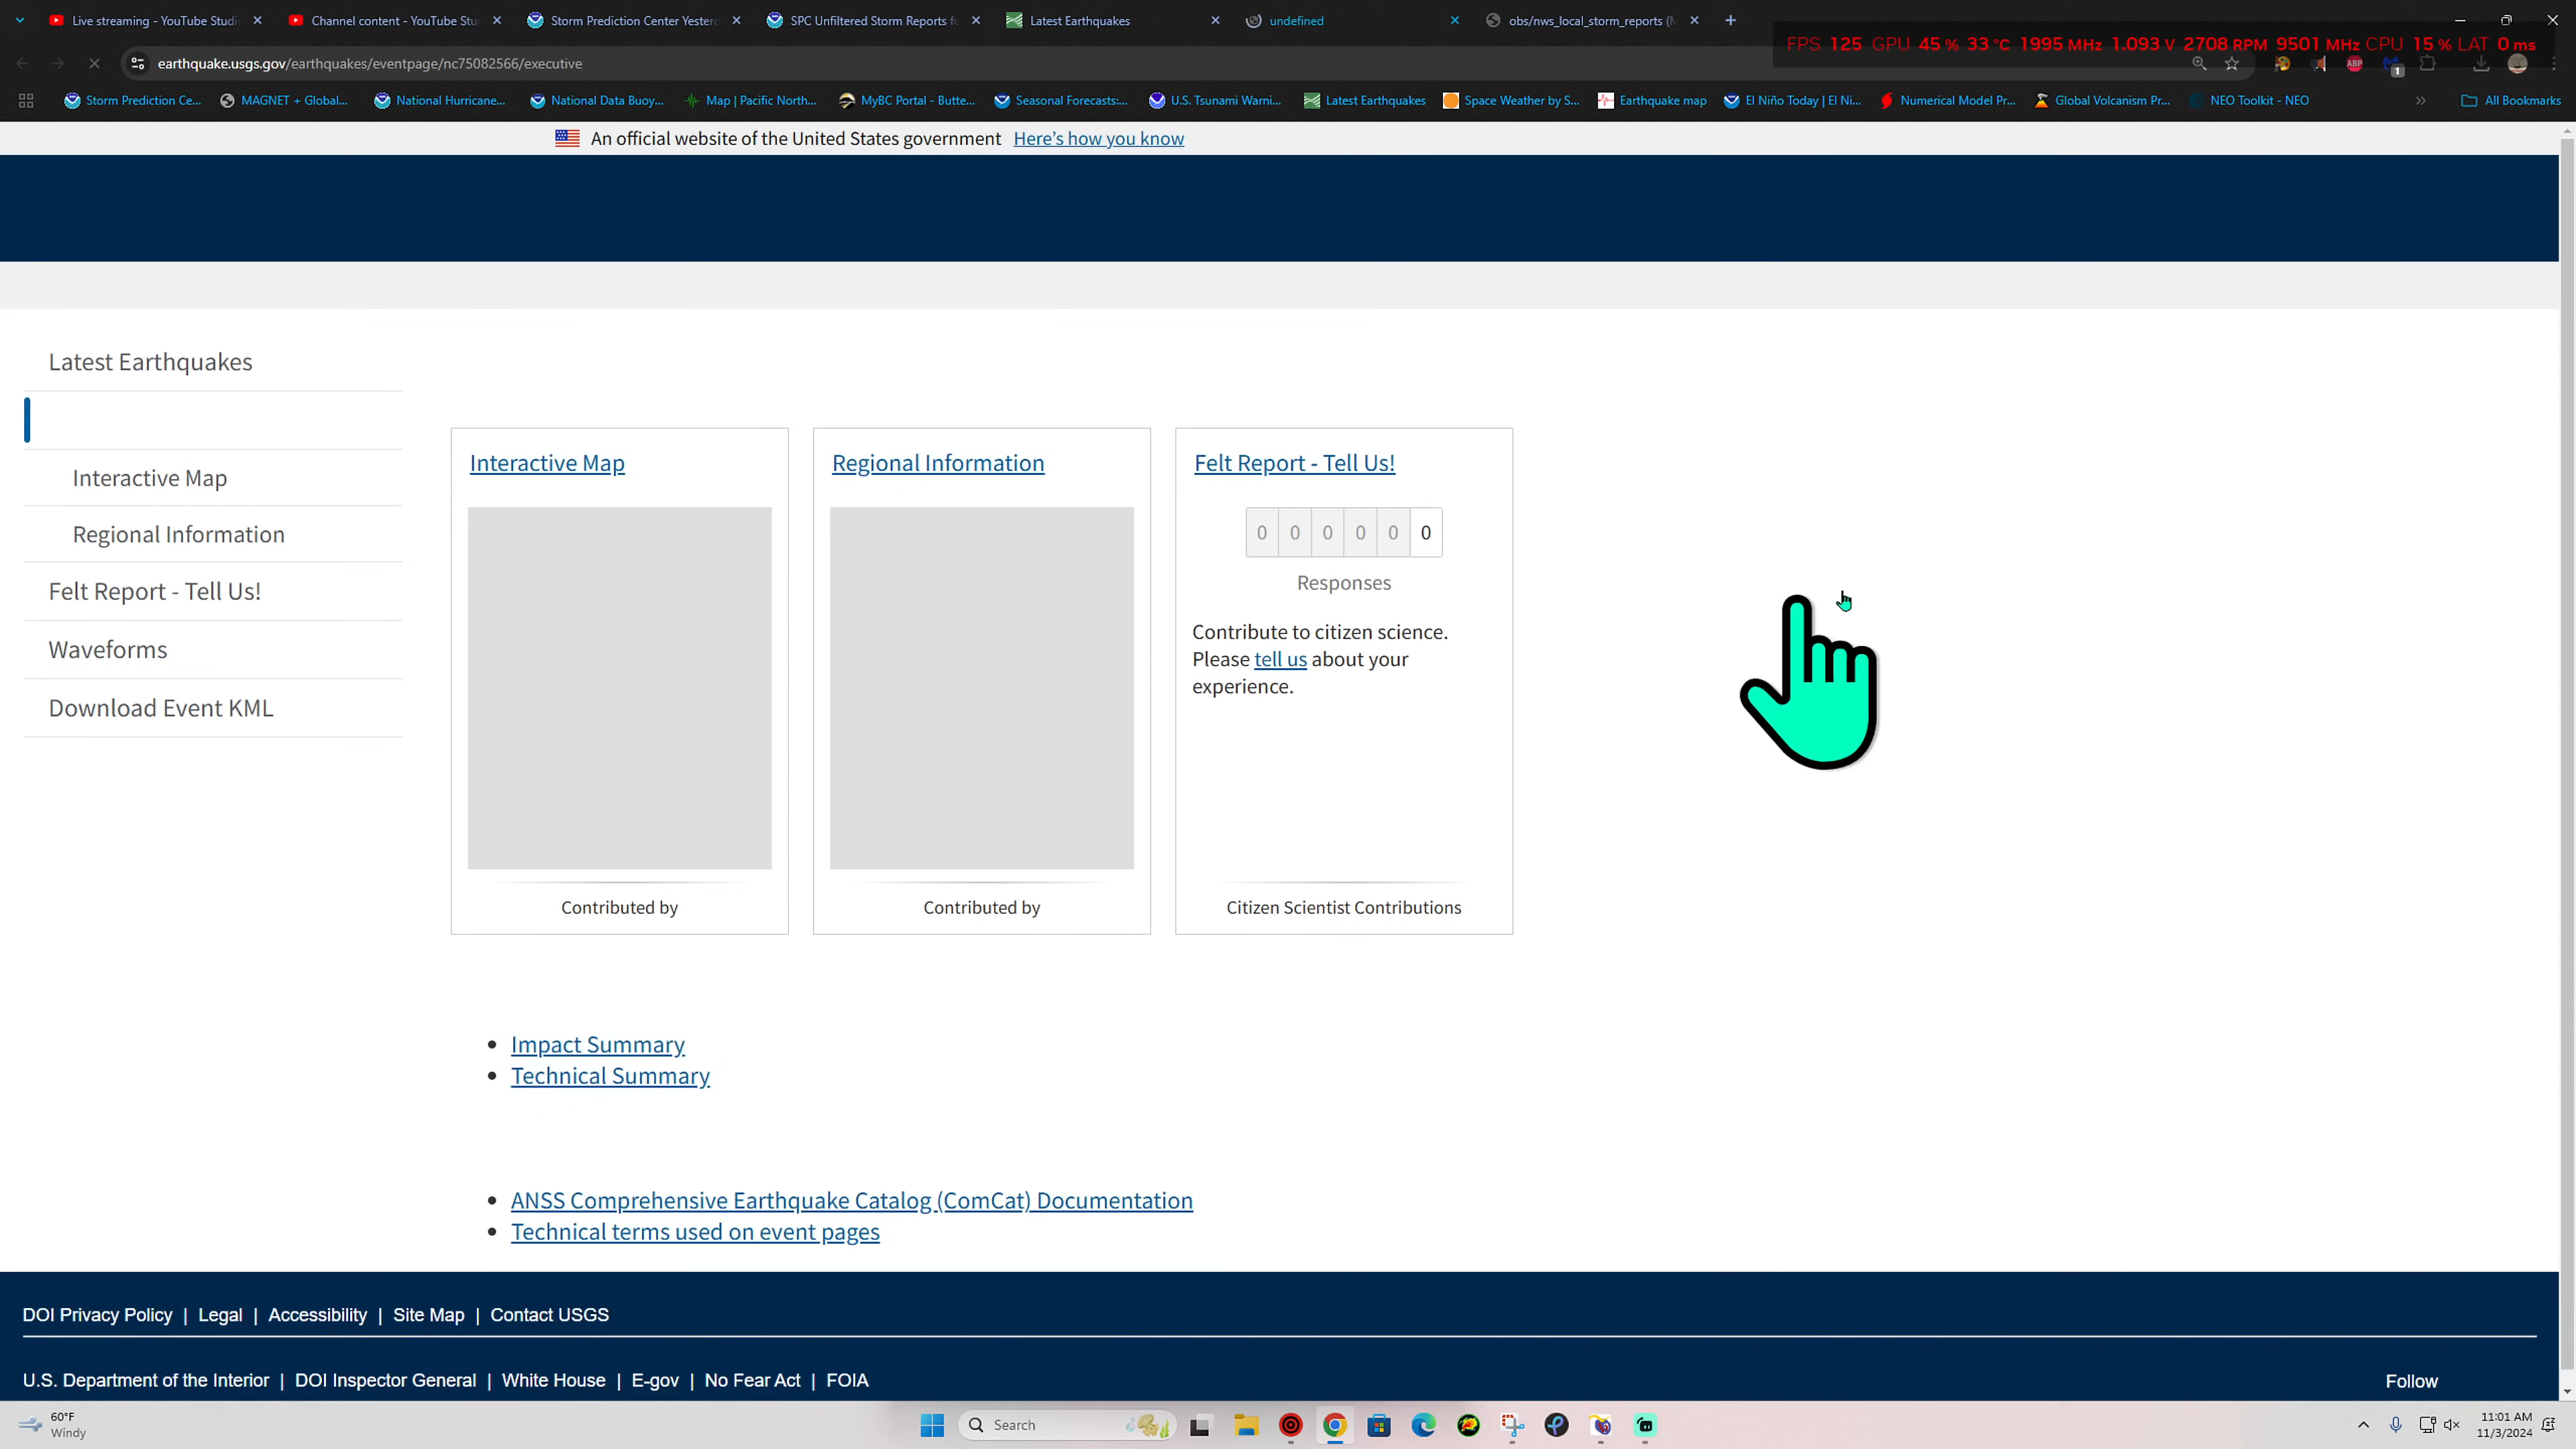 Live streaming - YouTube Studi
Channel content - YouTube Stu
Storm Prediction Center Yester
SPC Unfiltered Storm Reports fo
Latest Earthquakes
undefined
obs/nws_local_storm_reports (M
FPS 125 GPU 45 % 33 °C 1995 MHz 1.093 V 2708 RPM 9501 MHz CPU 15 % LAT 0 ms
earthquake.usgs.gov/earthquakes/eventpage/nc75082566/executive
ABP
1
Storm Prediction Ce...
MAGNET + Global...
National Hurricane...
National Data Buoy...
Map | Pacific North...
MyBC Portal - Butte...
Seasonal Forecasts:...
U.S. Tsunami Warni...
Latest Earthquakes
Space Weather by S...
Earthquake map
El Niño Today | El Ni...
Numerical Model Pr...
Global Volcanism Pr...
NEO Toolkit - NEO
All Bookmarks
An official website of the United States government Here's how you know
Latest Earthquakes
Interactive Map
Regional Information
Felt Report - Tell Us!
Waveforms
Download Event KML
Interactive Map
Contributed by
Regional Information
Contributed by
Felt Report - Tell Us!
0 0 0 0 0 0
Responses
Contribute to citizen science.
Please tell us about your
experience.
Citizen Scientist Contributions
Impact Summary
Technical Summary
ANSS Comprehensive Earthquake Catalog (ComCat) Documentation
Technical terms used on event pages
DOI Privacy Policy | Legal | Accessibility | Site Map | Contact USGS
U.S. Department of the Interior | DOI Inspector General | White House | E-gov | No Fear Act | FOIA
Follow
60°F
Windy
Search
11:01 AM
11/3/2024